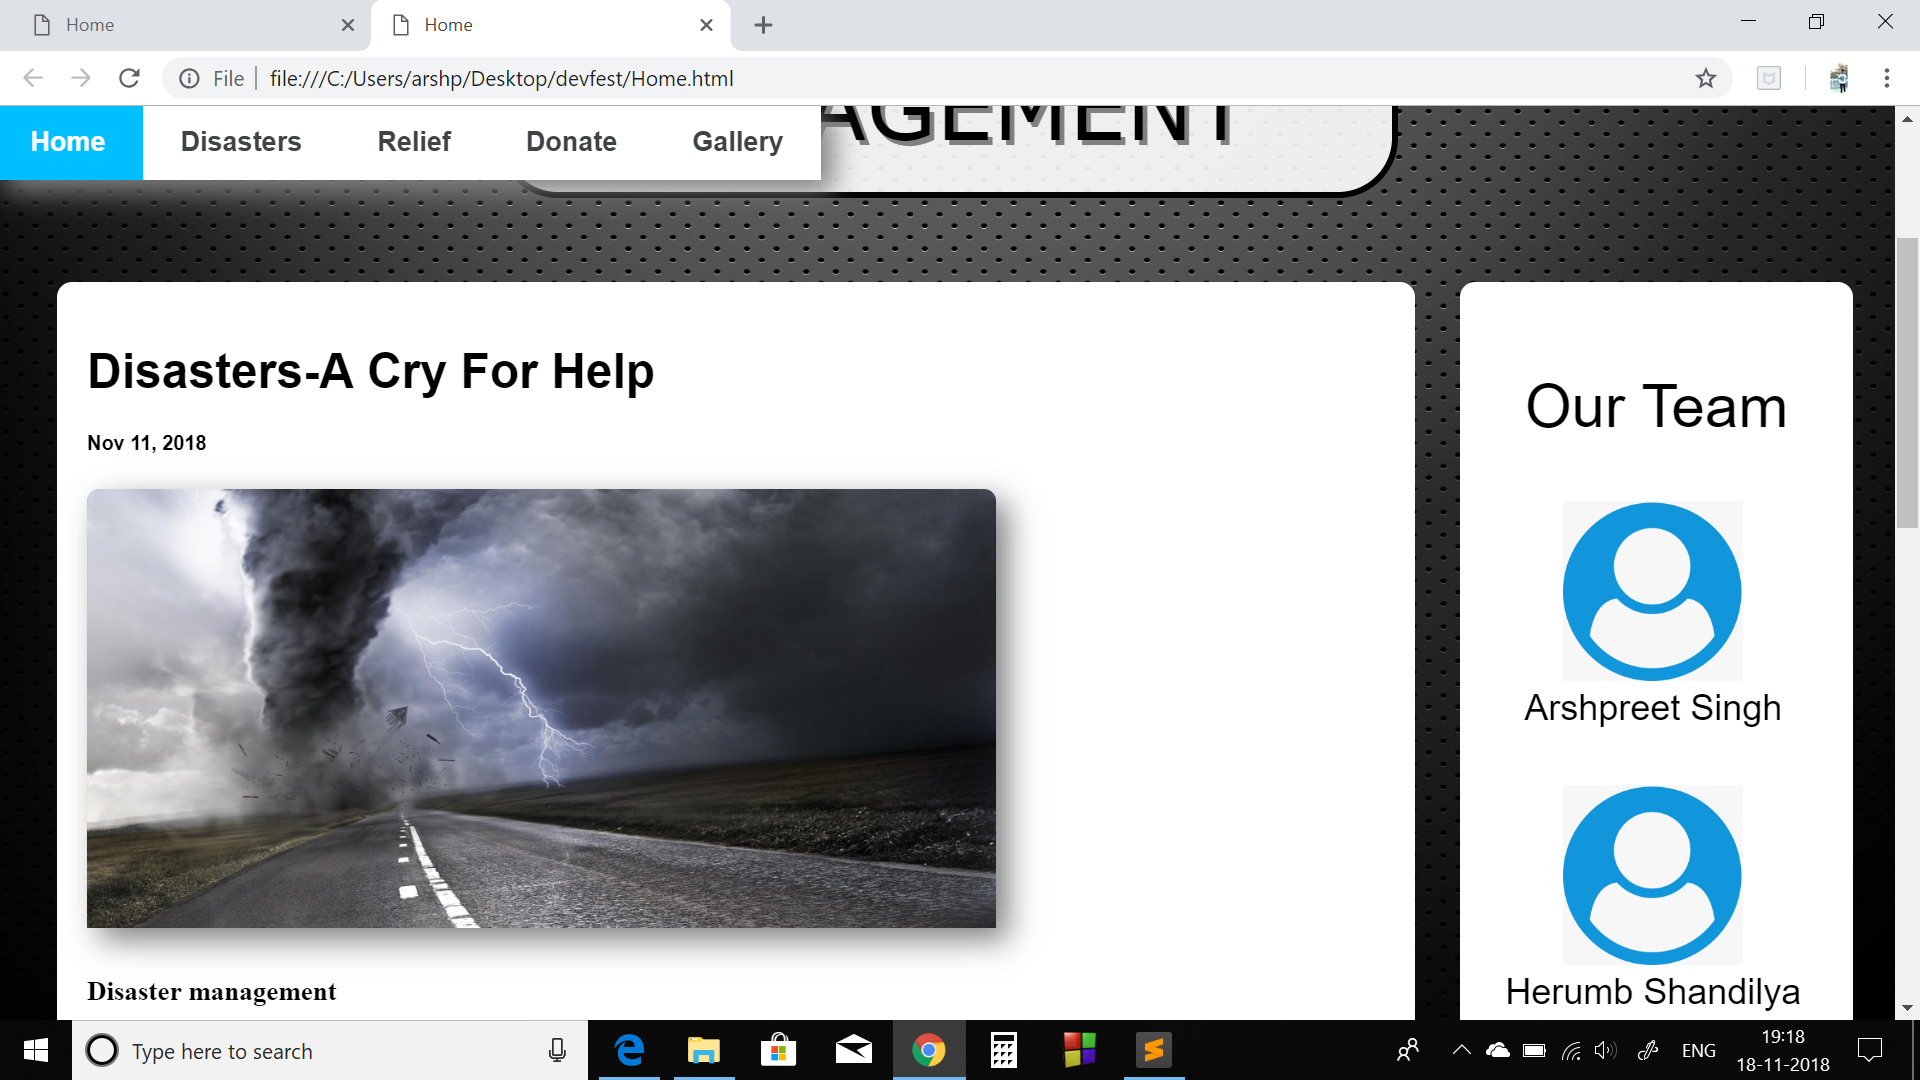 Home
Home
File
file:///C:/Users/arshp/Desktop/devfest/Home.html
Home Disasters Relief Donate Gallery
AGEMENT
Disasters-A Cry For Help
Nov 11, 2018
Disaster management
Our Team
Arshpreet Singh
Herumb Shandilya
Type here to search
ENG
19:18
18-11-2018